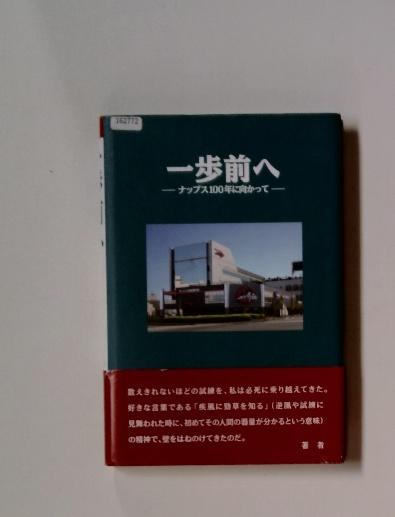 162772
一歩前へ
― ナップス100年に向かって ―
数えきれないほどの試練を、私は必死に乗り越えてきた。
好きな言葉である「疾風に勁草を知る」(逆風や試練に
見舞われた時に、初めてその人間の器量が分かるという意味)
の精神で、壁をはねのけてきたのだ。
著 者